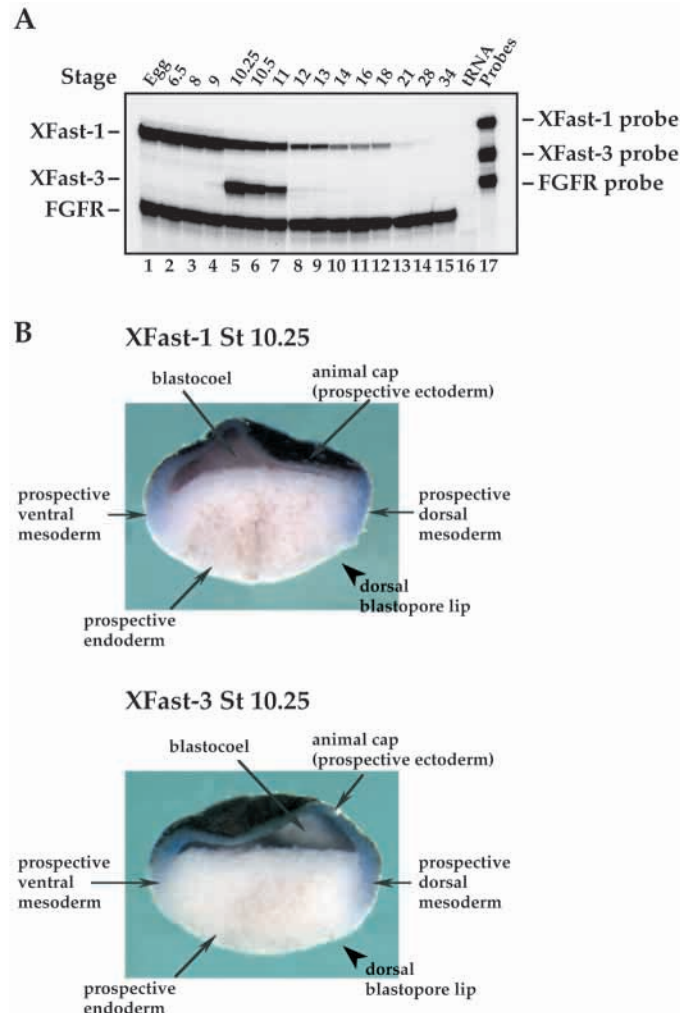 A
Stage
Egg 6.5 8 9 10.25 10.5 11 12 13 14 16 18 21 28 34 tRNA Probes
XFast-1
XFast-3
FGFR
XFast-1 probe
XFast-3 probe
FGFR probe
1 2 3 4 5 6 7 8 9 10 11 12 13 14 15 16 17
B
XFast-1 St 10.25
blastocoel
animal cap
(prospective ectoderm)
prospective
ventral
mesoderm
prospective
dorsal
mesoderm
dorsal
blastopore lip
prospective
endoderm
XFast-3 St 10.25
blastocoel
animal cap
(prospective ectoderm)
prospective
ventral
mesoderm
prospective
dorsal
mesoderm
dorsal
blastopore lip
prospective
endoderm